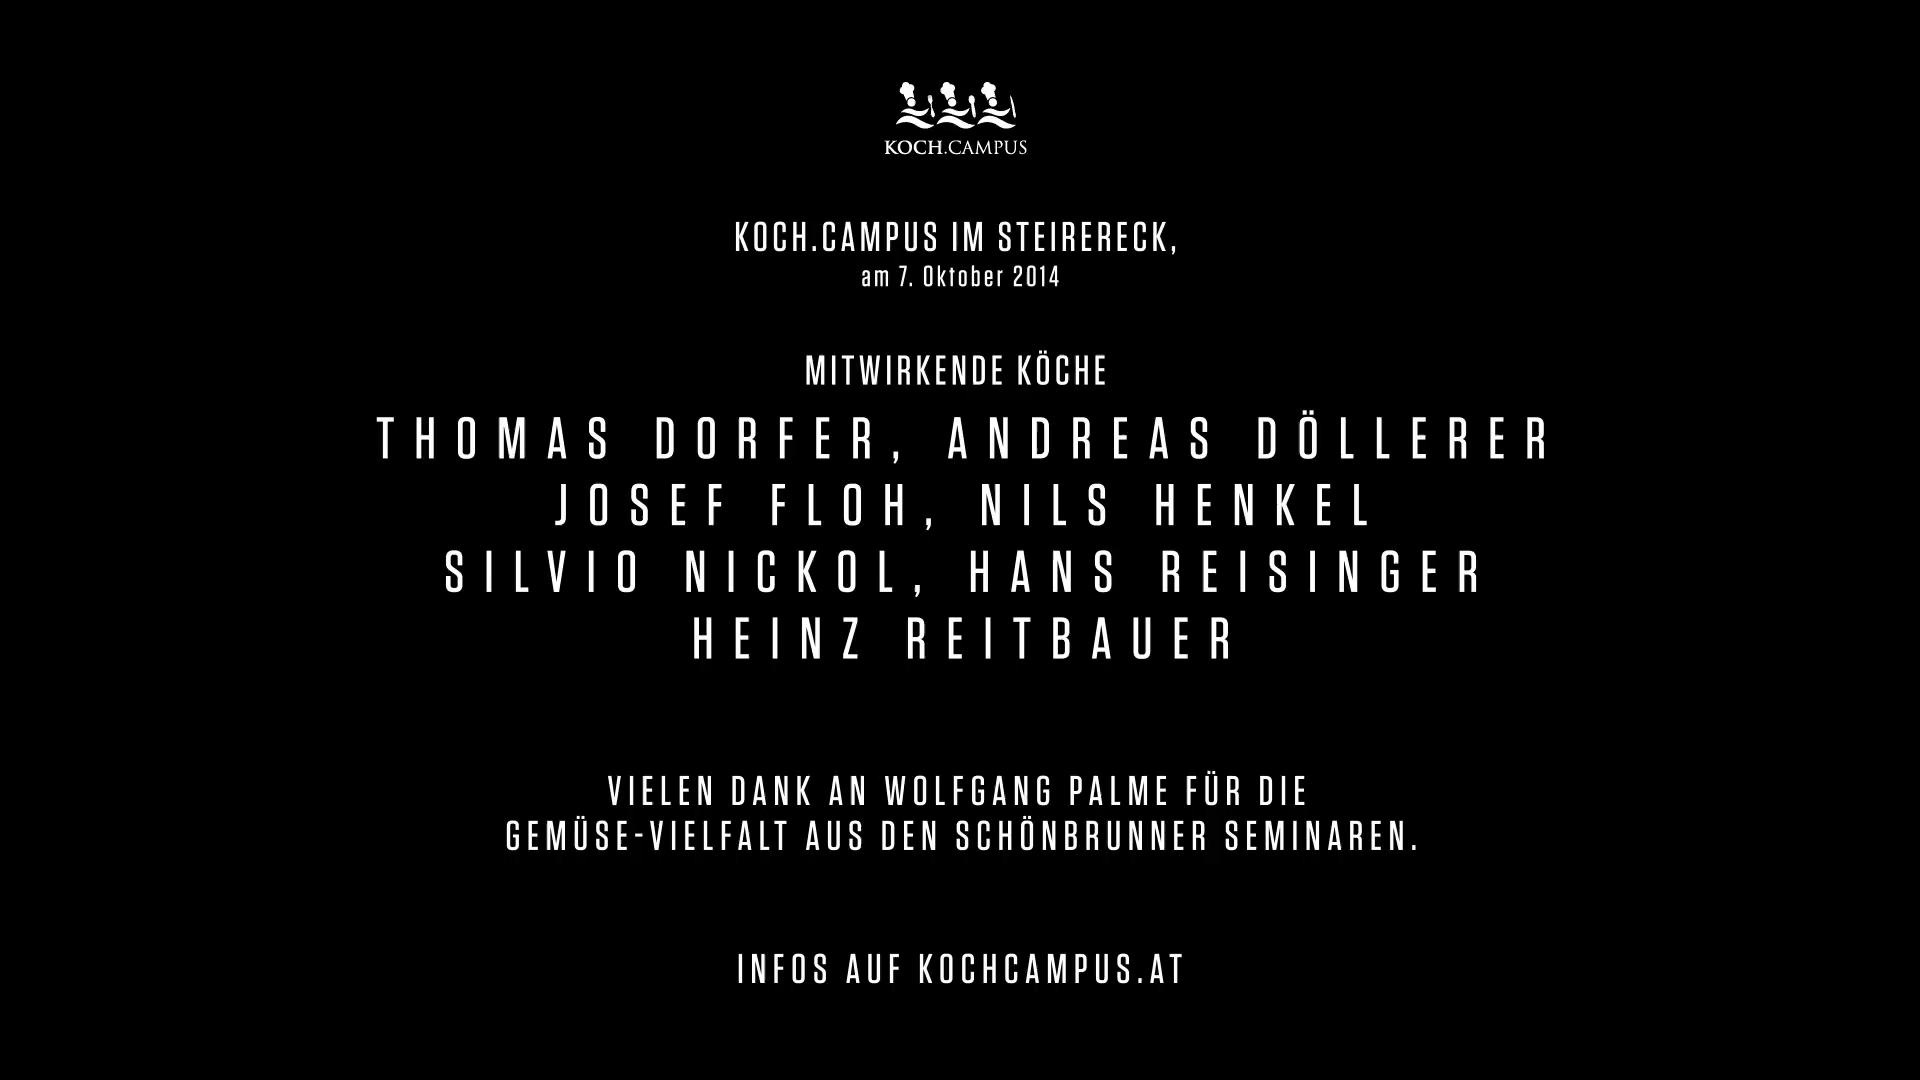 KOCH.CAMPUS
KOCH.CAMPUS IM STEIRERECK,
am 7. Oktober 2014
MITWIRKENDE KÖCHE
THOMAS DORFER, ANDREAS DÖLLERER
JOSEF FLOH, NILS HENKEL
SILVIO NICKOL, HANS REISINGER
HEINZ REITBAUER
VIELEN DANK AN WOLFGANG PALME FÜR DIE
GEMÜSE-VIELFALT AUS DEN SCHÖNBRUNNER SEMINAREN.
INFOS AUF KOCHCAMPUS.AT